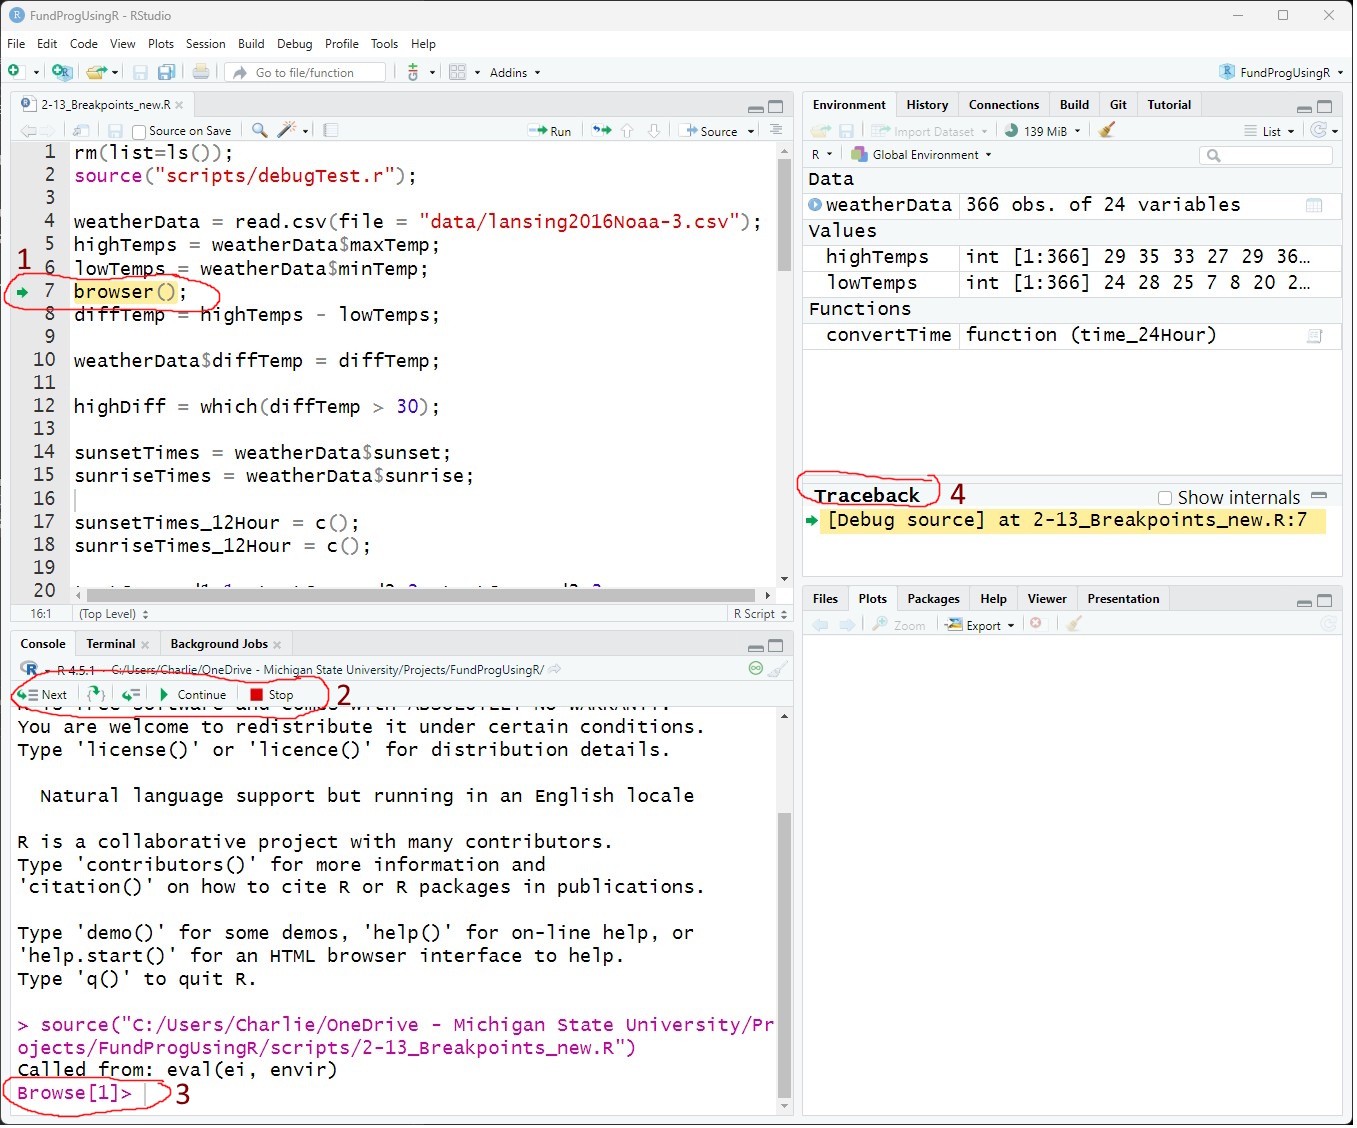 FundProgUsingR - RStudio
File Edit Code View Plots Session Build Debug Profile Tools Help
Go to file/function Addins FundProgUsingR
2-13_Breakpoints_new.R
Source on Save Run Source
1 rm(list=ls());
2 source("scripts/debugTest.r");
3
4 weatherData = read.csv(file = "data/lansing2016Noaa-3.csv");
5 highTemps = weatherData$maxTemp;
1
6 lowTemps = weatherData$minTemp;
7 browser();
8 diffTemp = highTemps - lowTemps;
9
10 weatherData$diffTemp = diffTemp;
11
12 highDiff = which(diffTemp > 30);
13
14 sunsetTimes = weatherData$sunset;
15 sunriseTimes = weatherData$sunrise;
16
17 sunsetTimes_12Hour = c();
18 sunriseTimes_12Hour = c();
19
20
16:1 (Top Level) R Script
Console Terminal Background Jobs
R 4.5.1 · C:/Users/Charlie/OneDrive - Michigan State University/Projects/FundProgUsingR/
Next Continue Stop 2
R is free software and comes with ABSOLUTELY NO WARRANTY.
You are welcome to redistribute it under certain conditions.
Type 'license()' or 'licence()' for distribution details.
Natural language support but running in an English locale
R is a collaborative project with many contributors.
Type 'contributors()' for more information and
'citation()' on how to cite R or R packages in publications.
Type 'demo()' for some demos, 'help()' for on-line help, or
'help.start()' for an HTML browser interface to help.
Type 'q()' to quit R.
> source("C:/Users/Charlie/OneDrive - Michigan State University/Pr
ojects/FundProgUsingR/scripts/2-13_Breakpoints_new.R")
Called from: eval(ei, envir)
Browse[1]> 3
Environment History Connections Build Git Tutorial
Import Dataset 139 MiB List
R Global Environment
Data
weatherData 366 obs. of 24 variables
Values
highTemps int [1:366] 29 35 33 27 29 36…
lowTemps int [1:366] 24 28 25 7 8 20 2…
Functions
convertTime function (time_24Hour)
Traceback 4 Show internals
[Debug source] at 2-13_Breakpoints_new.R:7
Files Plots Packages Help Viewer Presentation
Zoom Export